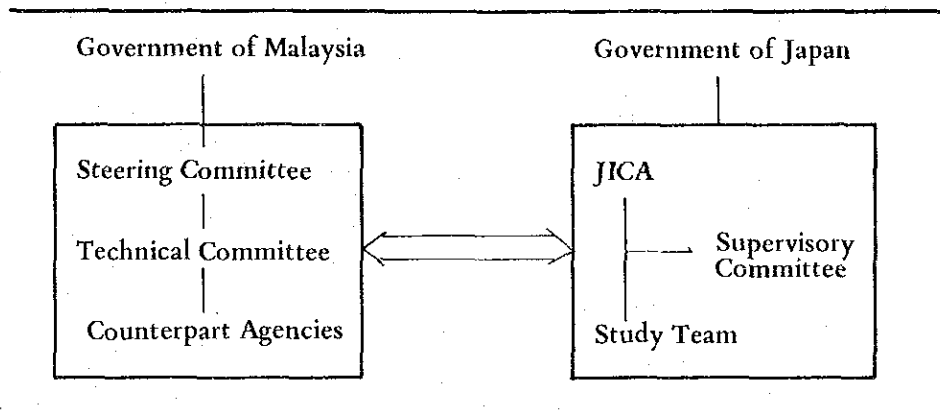 Government of Malaysia
Steering Committee
Technical Committee
Counterpart Agencies
Government of Japan
JICA
Supervisory
Committee
Study Team